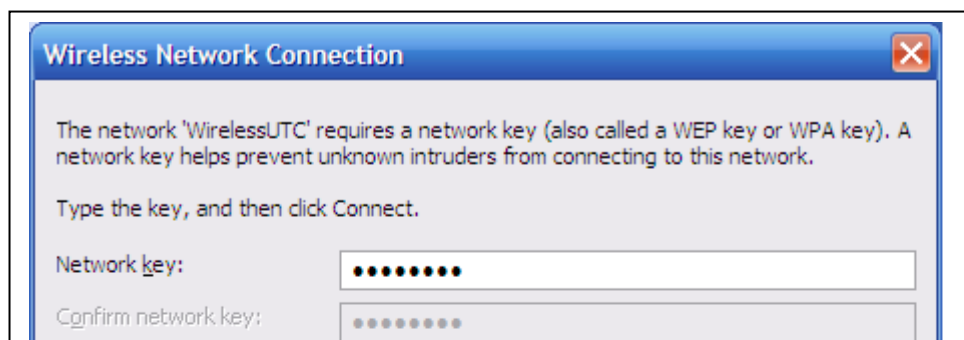 Wireless Network Connection
The network 'WirelessUTC' requires a network key (also called a WEP key or WPA key). A
network key helps prevent unknown intruders from connecting to this network.
Type the key, and then click Connect.
Network key: ●●●●●●●●
Confirm network key: ●●●●●●●●